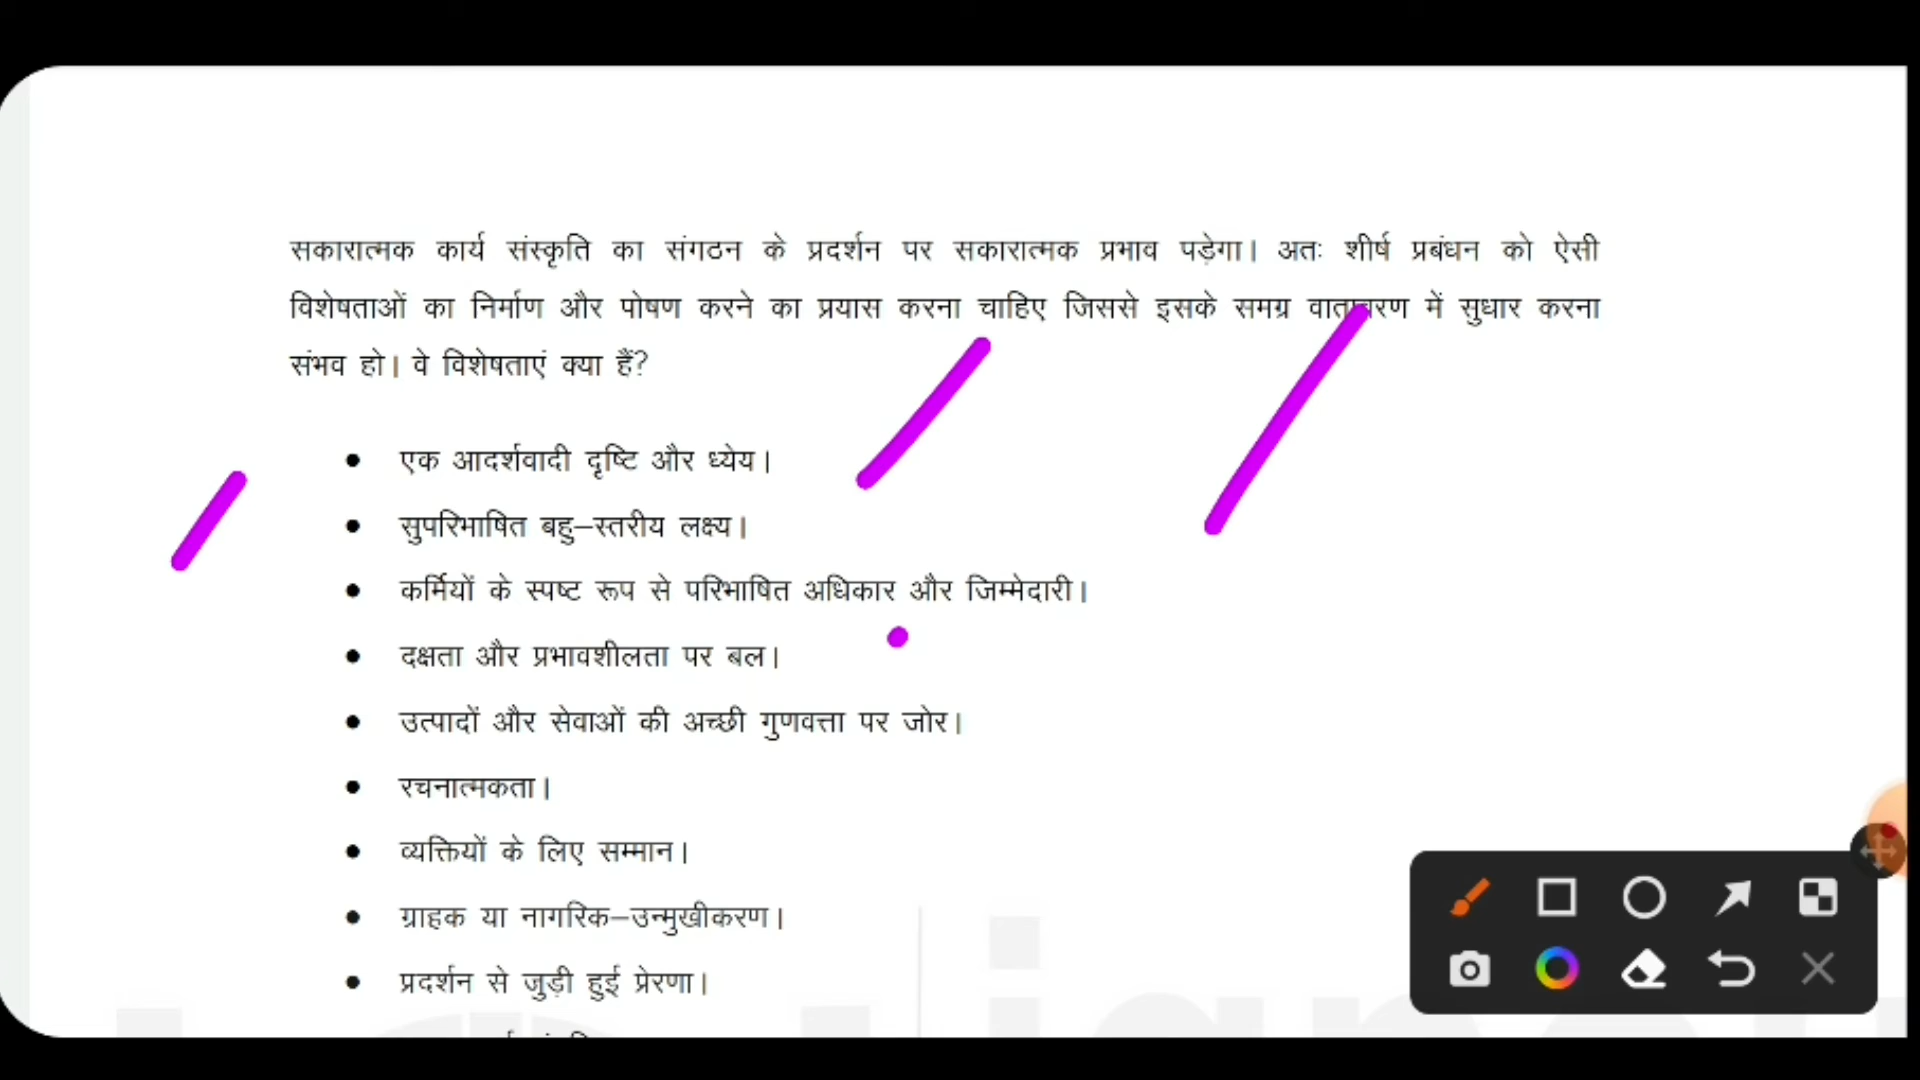 सकारात्मक कार्य संस्कृति का संगठन के प्रदर्शन पर सकारात्मक प्रभाव पड़ेगा। अतः शीर्ष प्रबंधन को ऐसी
विशेषताओं का निर्माण और पोषण करने का प्रयास करना चाहिए जिससे इसके समग्र वातावरण में सुधार करना
संभव हो। वे विशेषताएं क्या हैं?
• एक आदर्शवादी दृष्टि और ध्येय।
• सुपरिभाषित बहु–स्तरीय लक्ष्य।
• कर्मियों के स्पष्ट रूप से परिभाषित अधिकार और जिम्मेदारी।
• दक्षता और प्रभावशीलता पर बल।
• उत्पादों और सेवाओं की अच्छी गुणवत्ता पर जोर।
• रचनात्मकता।
• व्यक्तियों के लिए सम्मान।
• ग्राहक या नागरिक–उन्मुखीकरण।
• प्रदर्शन से जुड़ी हुई प्रेरणा।